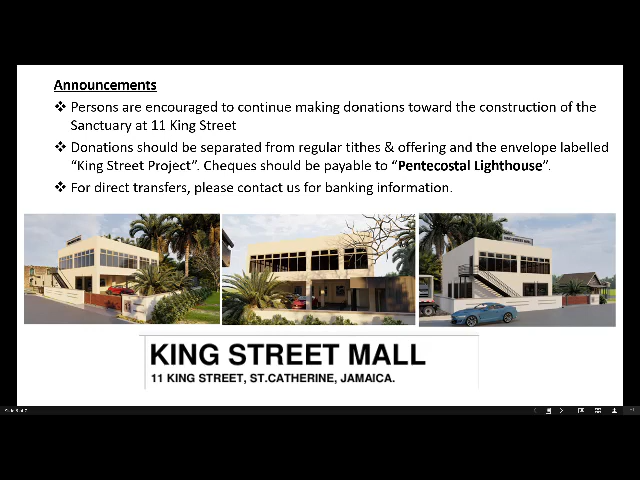 Announcements
❖ Persons are encouraged to continue making donations toward the construction of the
Sanctuary at 11 King Street
❖ Donations should be separated from regular tithes & offering and the envelope labelled
“King Street Project”. Cheques should be payable to “Pentecostal Lighthouse”.
❖ For direct transfers, please contact us for banking information.
KING STREET MALL
11 KING STREET, ST.CATHERINE, JAMAICA.